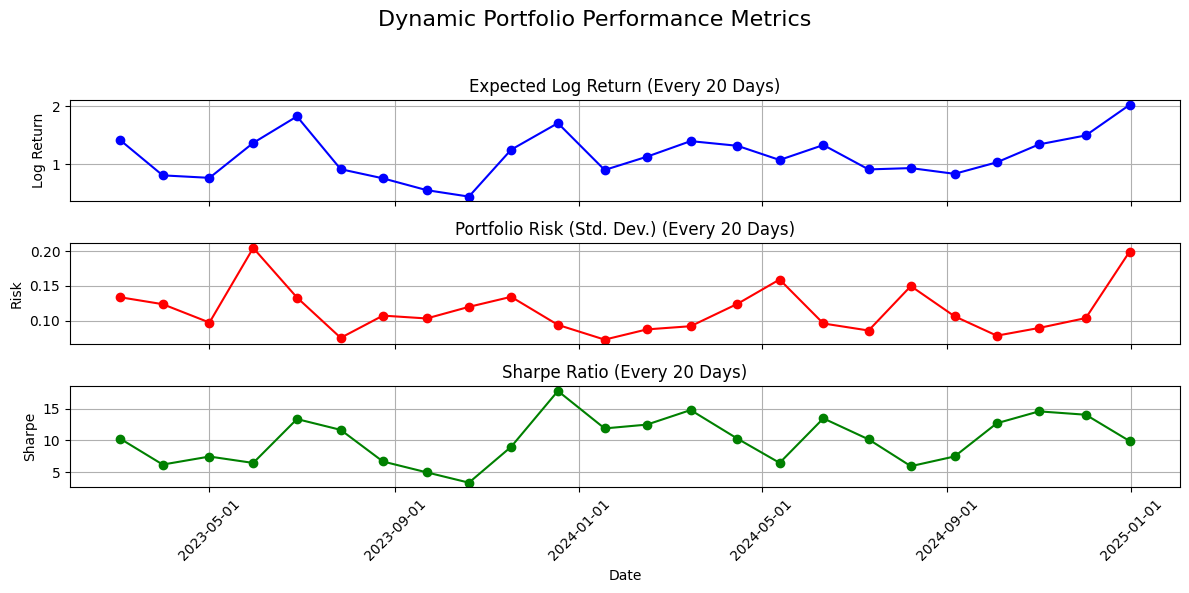 Dynamic Portfolio Performance Metrics
Expected Log Return (Every 20 Days)
2
1
Log Return
Portfolio Risk (Std. Dev.) (Every 20 Days)
0.20
0.15
0.10
Risk
Sharpe Ratio (Every 20 Days)
15
10
5
Sharpe
2023-05-01
2023-09-01
2024-01-01
2024-05-01
2024-09-01
2025-01-01
Date